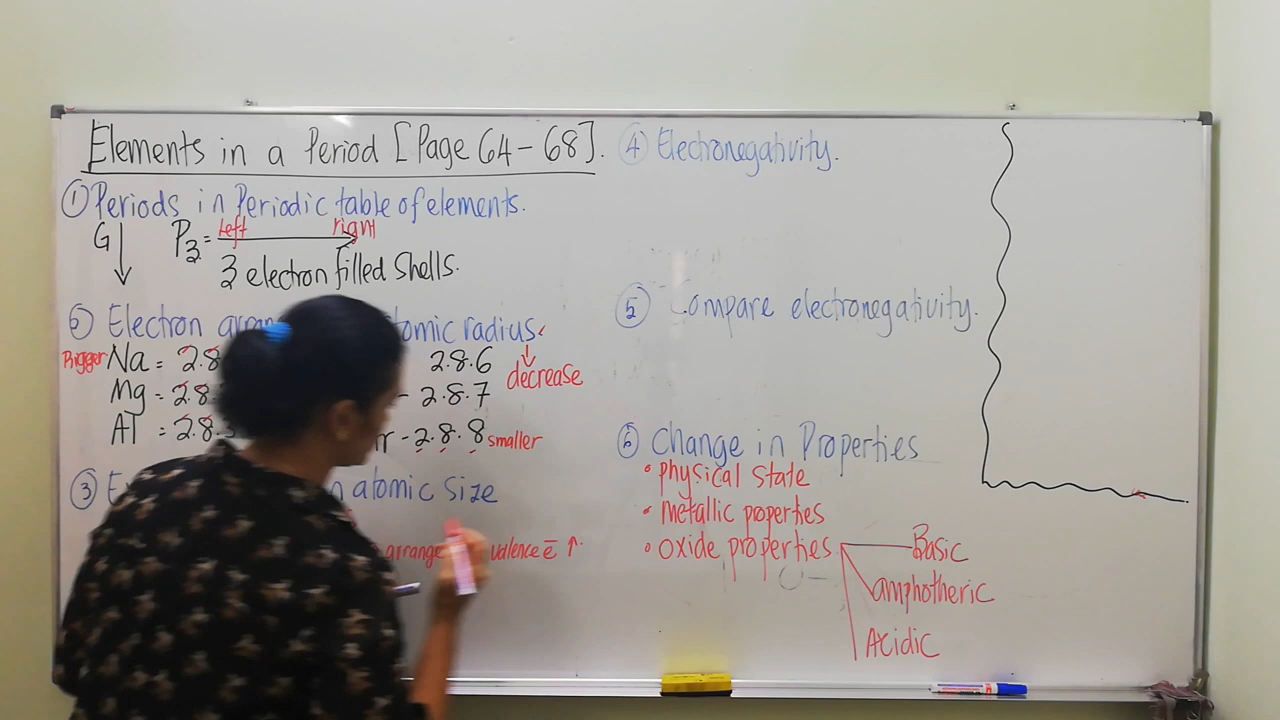 Elements in a Period [Page 64 - 68].
① Periods in Periodic table of elements.
G P3 = left right
3 electron filled shells.
Electron atomic radius
Bigger Na = 2.8 2.8.6 decrease
Mg = 2.8. - 2.8.7
Al = 2.8.3 - 2.8.8 smaller
③ atomic size
arrange valence e ↑
④ Electronegativity.
⑤ Compare electronegativity.
⑥ Change in Properties
• physical state
• metallic properties
• oxide properties Basic
amphotheric
Acidic